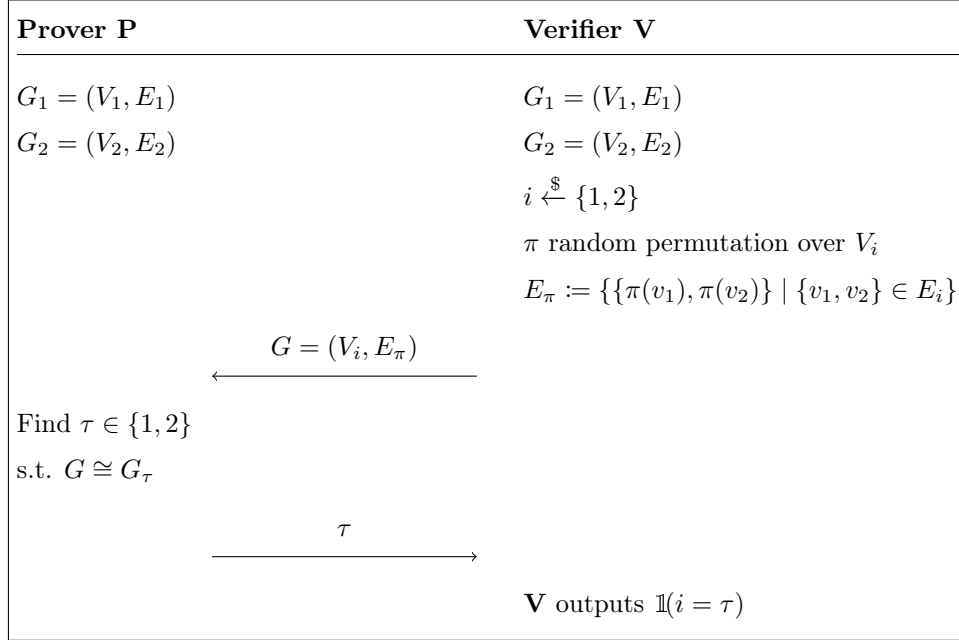 Prover P Verifier V
G₁ = (V₁, E₁) G₁ = (V₁, E₁)
G₂ = (V₂, E₂) G₂ = (V₂, E₂)
i ←$ {1, 2}
π random permutation over Vᵢ
E_π ≔ {{π(v₁), π(v₂)} | {v₁, v₂} ∈ Eᵢ}
G = (Vᵢ, E_π)
Find τ ∈ {1, 2}
s.t. G ≅ G_τ
τ
V outputs 𝟙(i = τ)